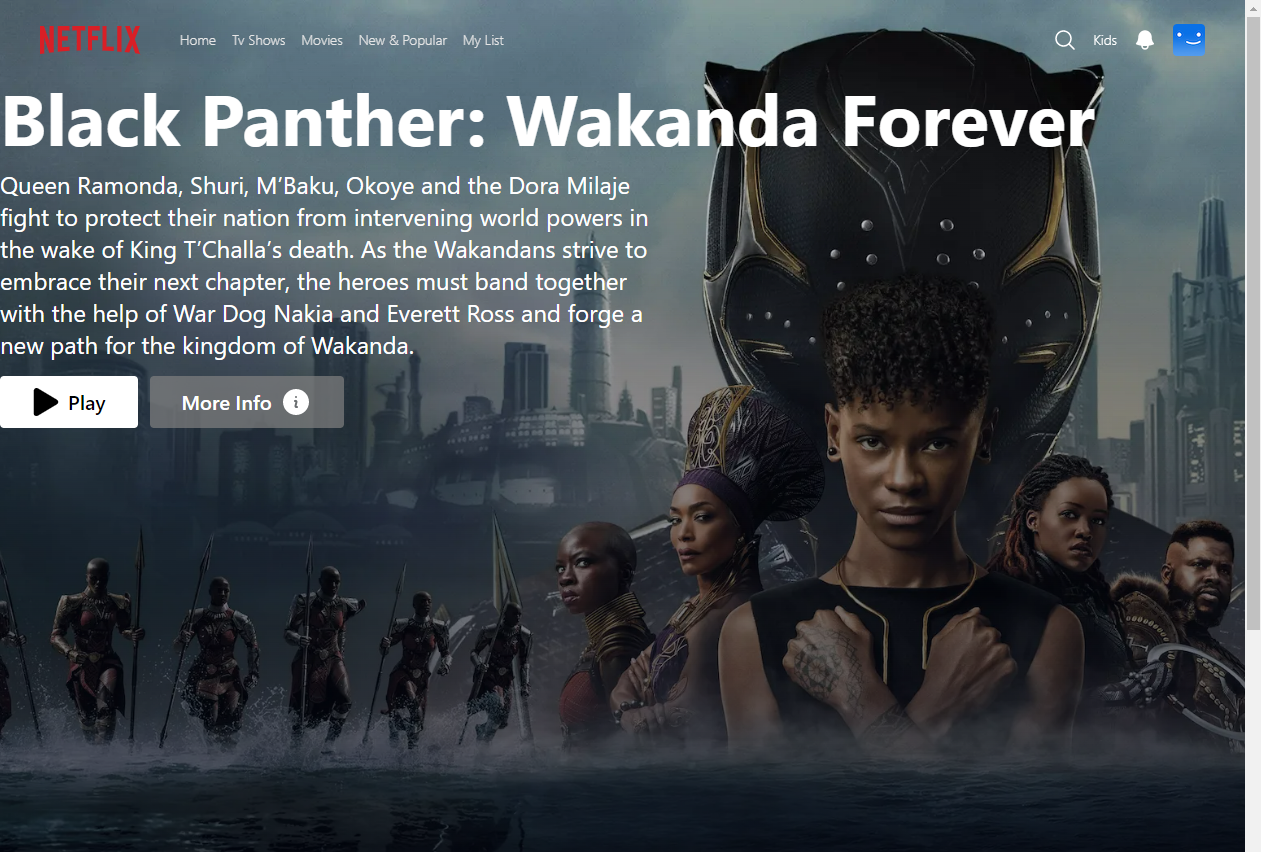 NETFLIX Home Tv Shows Movies New & Popular My List Kids
Black Panther: Wakanda Forever
Queen Ramonda, Shuri, M’Baku, Okoye and the Dora Milaje
fight to protect their nation from intervening world powers in
the wake of King T’Challa’s death. As the Wakandans strive to
embrace their next chapter, the heroes must band together
with the help of War Dog Nakia and Everett Ross and forge a
new path for the kingdom of Wakanda.
Play More Info i